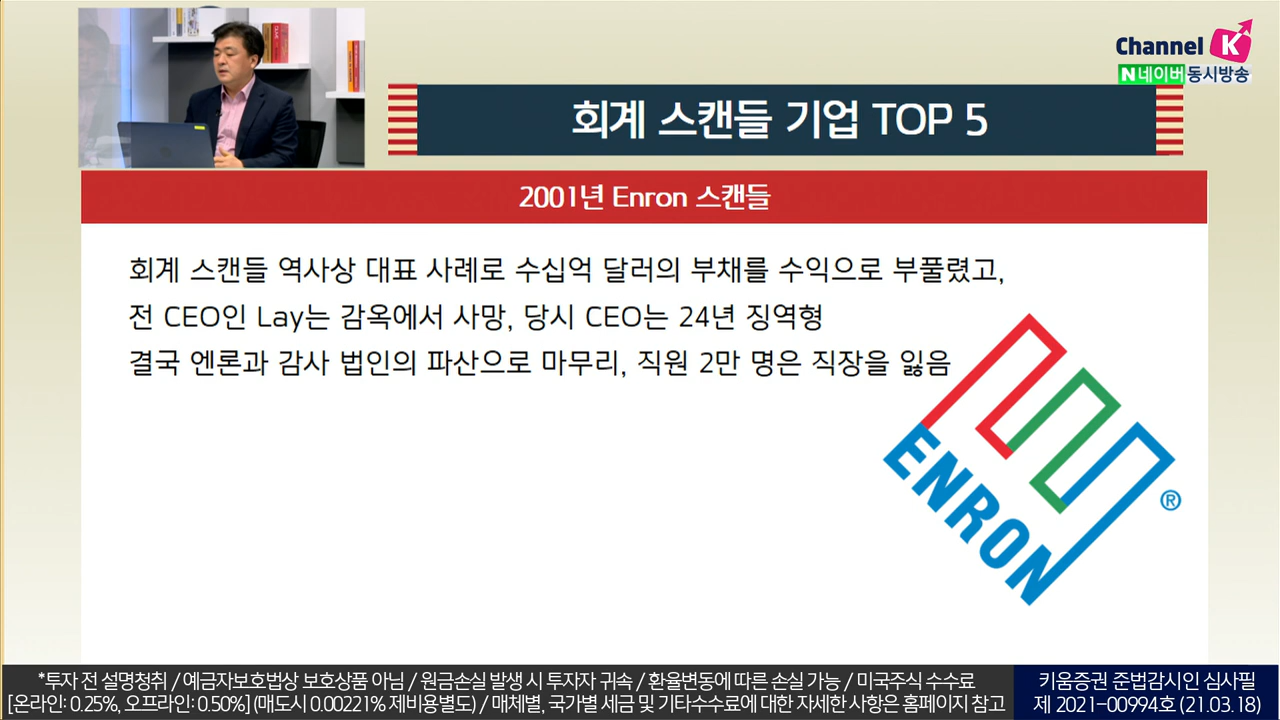 Channel K
N 네이버 동시방송
회계 스캔들 기업 TOP 5
2001년 Enron 스캔들
회계 스캔들 역사상 대표 사례로 수십억 달러의 부채를 수익으로 부풀렸고,
전 CEO인 Lay는 감옥에서 사망, 당시 CEO는 24년 징역형
결국 엔론과 감사 법인의 파산으로 마무리, 직원 2만 명은 직장을 잃음
ENRON
®
*투자 전 설명청취 / 예금자보호법상 보호상품 아님 / 원금손실 발생 시 투자자 귀속 / 환율변동에 따른 손실 가능 / 미국주식 수수료
[온라인: 0.25%, 오프라인: 0.50%] (매도시 0.00221% 제비용별도) / 매체별, 국가별 세금 및 기타수수료에 대한 자세한 사항은 홈페이지 참고
키움증권 준법감시인 심사필
제 2021-00994호 (21.03.18)